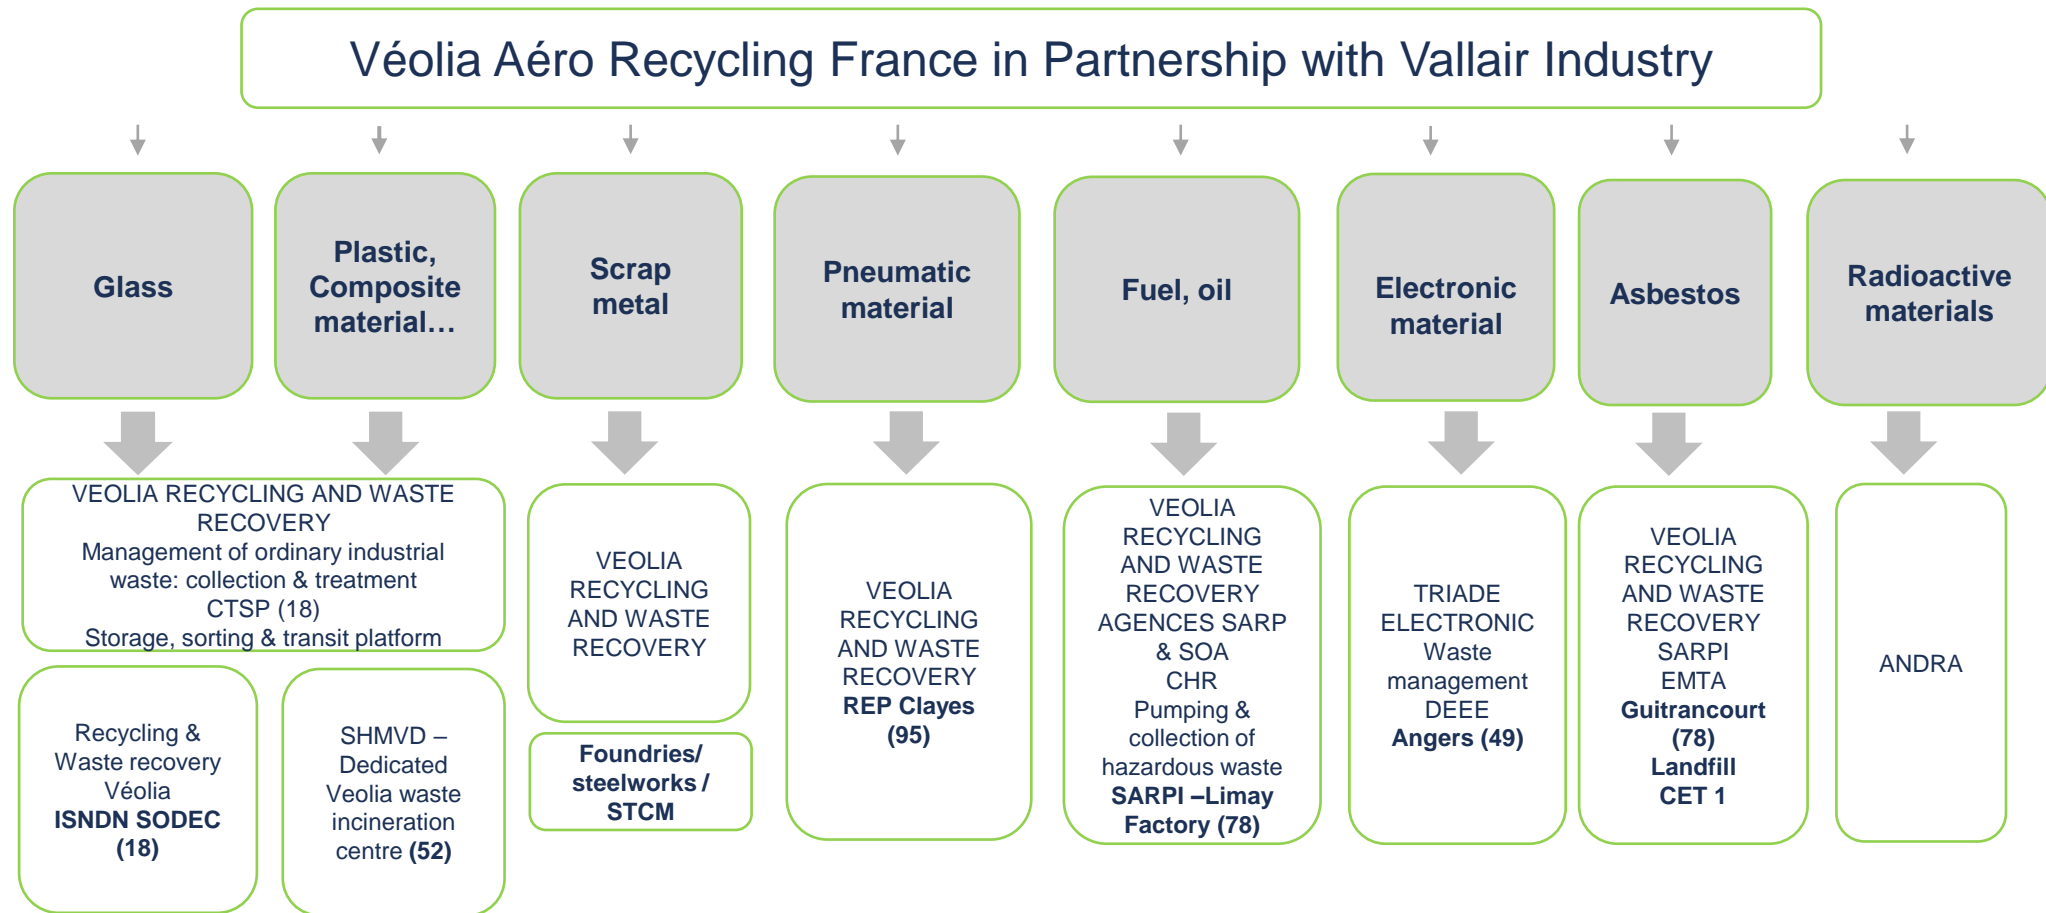 Véolia Aéro Recycling France in Partnership with Vallair Industry
Glass
Plastic,
Composite
material…
Scrap
metal
Pneumatic
material
Fuel, oil
Electronic
material
Asbestos
Radioactive
materials
VEOLIA RECYCLING AND WASTE
RECOVERY
Management of ordinary industrial
waste: collection & treatment
CTSP (18)
Storage, sorting & transit platform
Recycling &
Waste recovery
Véolia
ISNDN SODEC
(18)
SHMVD –
Dedicated
Veolia waste
incineration
centre (52)
VEOLIA
RECYCLING
AND WASTE
RECOVERY
Foundries/
steelworks /
STCM
VEOLIA
RECYCLING
AND WASTE
RECOVERY
REP Clayes
(95)
VEOLIA
RECYCLING
AND WASTE
RECOVERY
AGENCES SARP
& SOA
CHR
Pumping &
collection of
hazardous waste
SARPI –Limay
Factory (78)
TRIADE
ELECTRONIC
Waste
management
DEEE
Angers (49)
VEOLIA
RECYCLING
AND WASTE
RECOVERY
SARPI
EMTA
Guitrancourt
(78)
Landfill
CET 1
ANDRA